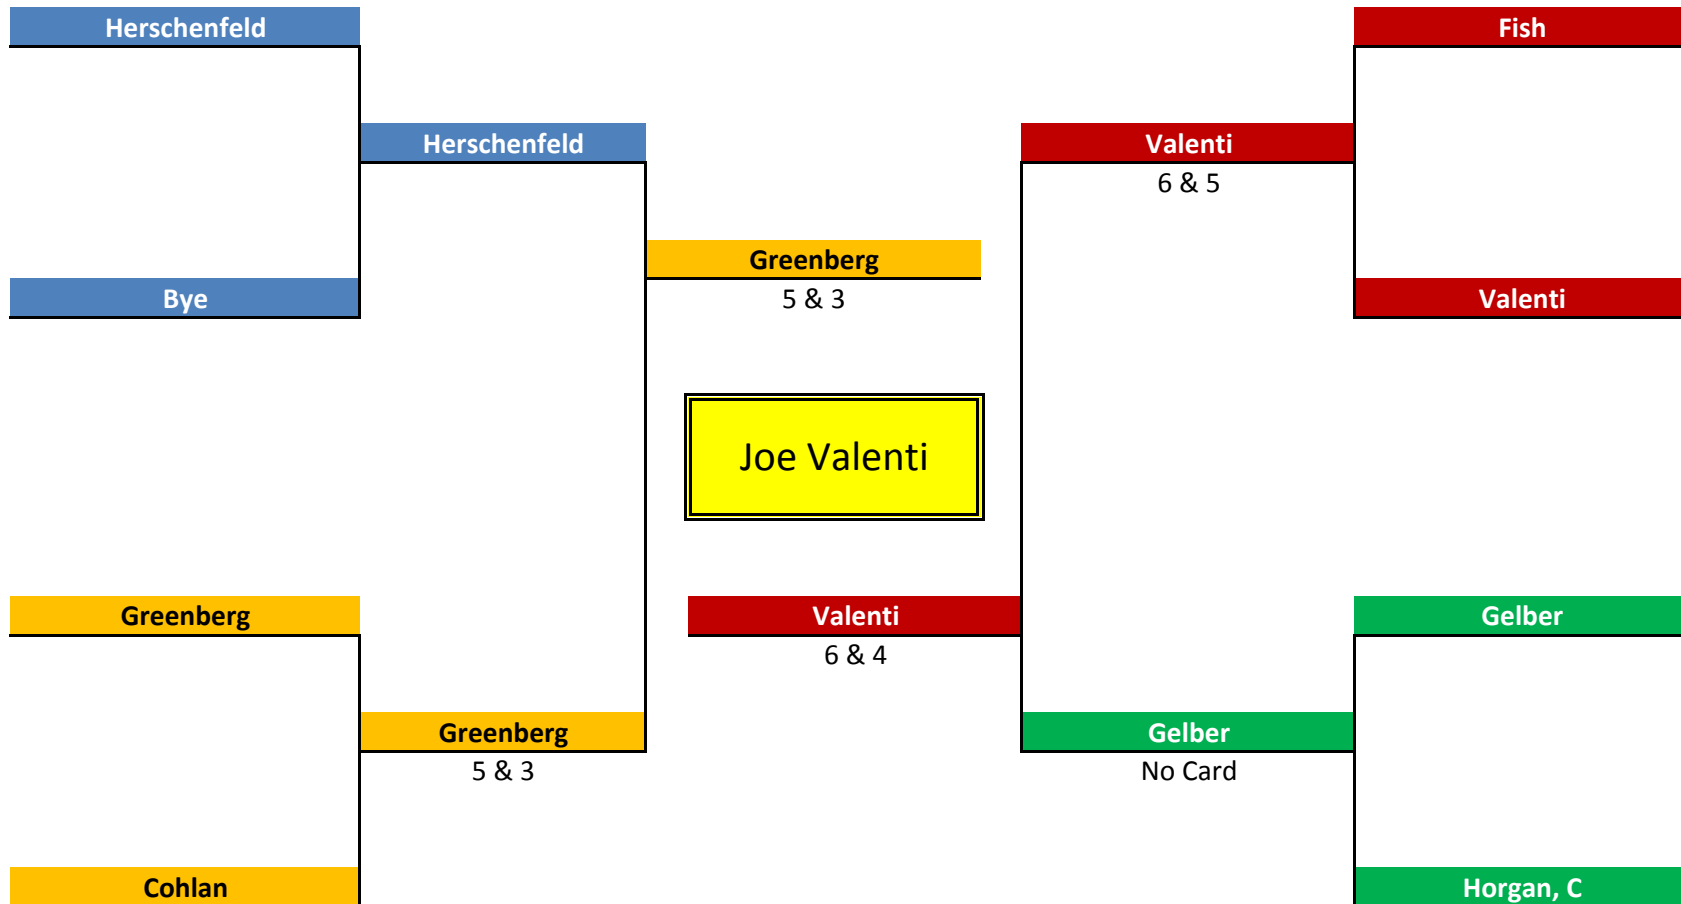 Herschenfeld
Fish
Herschenfeld
Valenti
6 & 5
Greenberg
5 & 3
Bye
Valenti
Joe Valenti
Greenberg
Valenti
6 & 4
Gelber
Greenberg
5 & 3
Gelber
No Card
Cohlan
Horgan, C